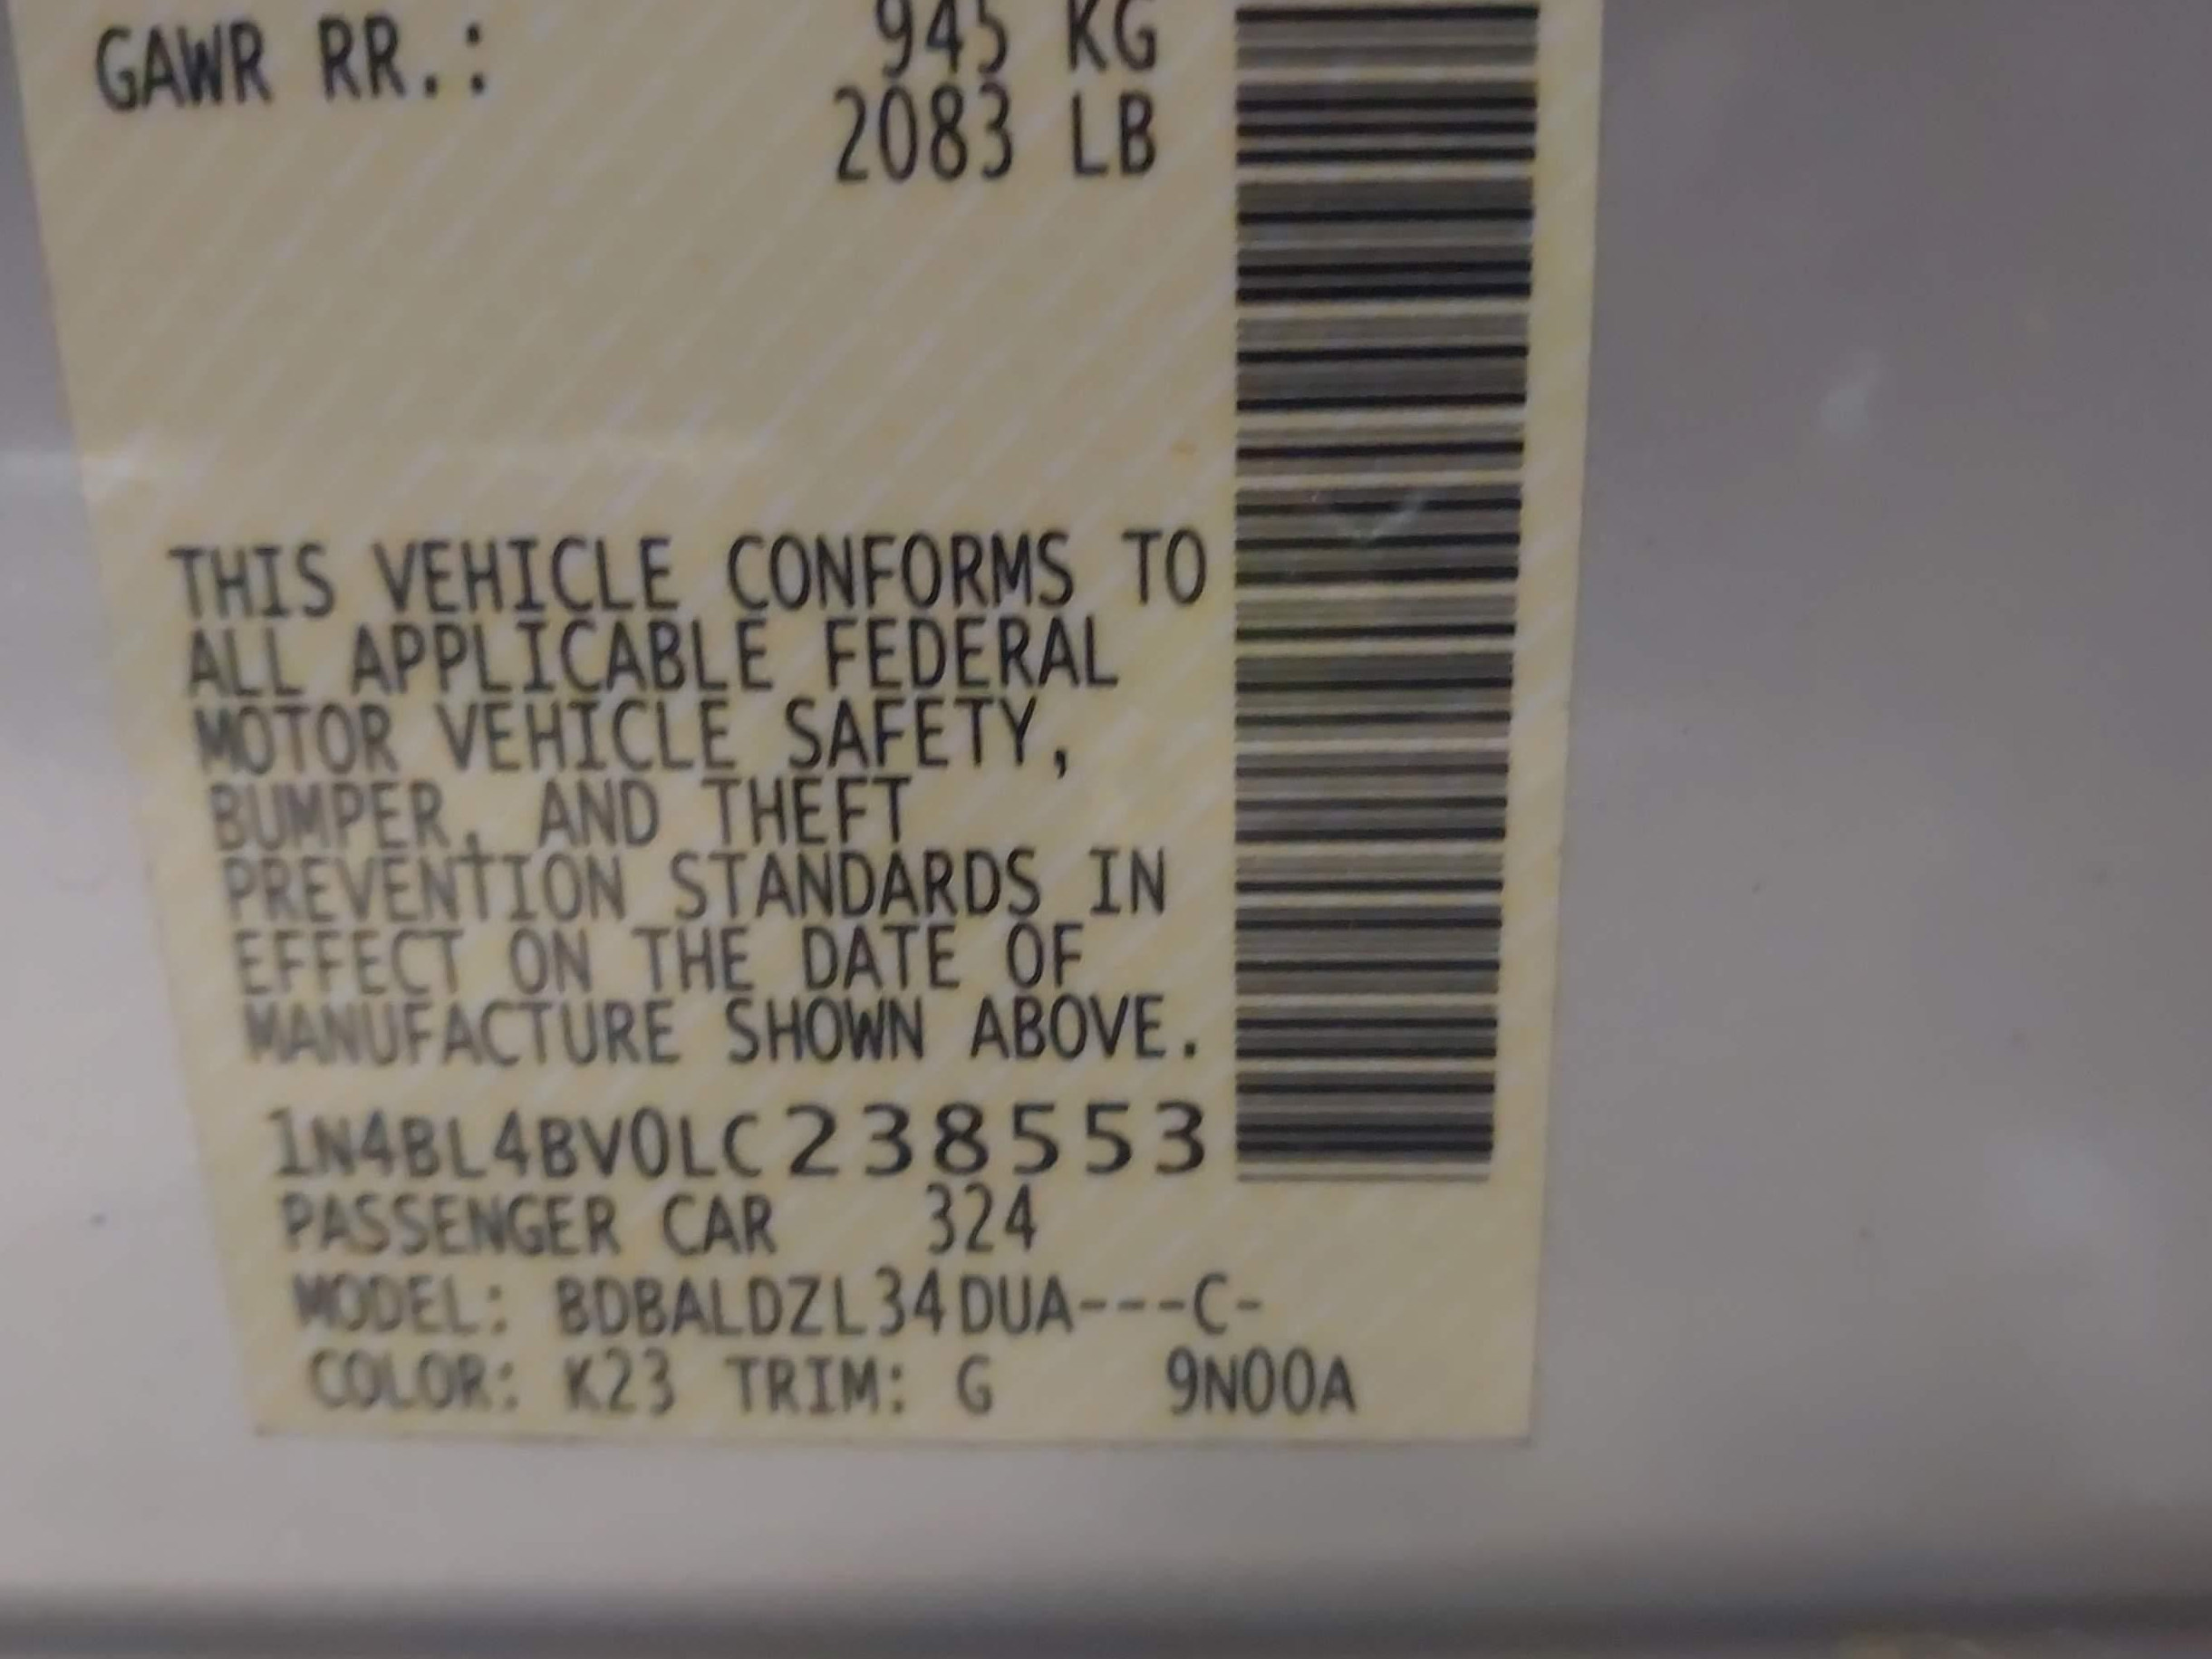 GAWR RR.: 945 KG
2083 LB
THIS VEHICLE CONFORMS TO
ALL APPLICABLE FEDERAL
MOTOR VEHICLE SAFETY,
BUMPER, AND THEFT
PREVENTION STANDARDS IN
EFFECT ON THE DATE OF
MANUFACTURE SHOWN ABOVE.
1N4BL4BV0LC238553
PASSENGER CAR 324
MODEL: BDBALDZL34DUA---C-
COLOR: K23 TRIM: G 9N00A